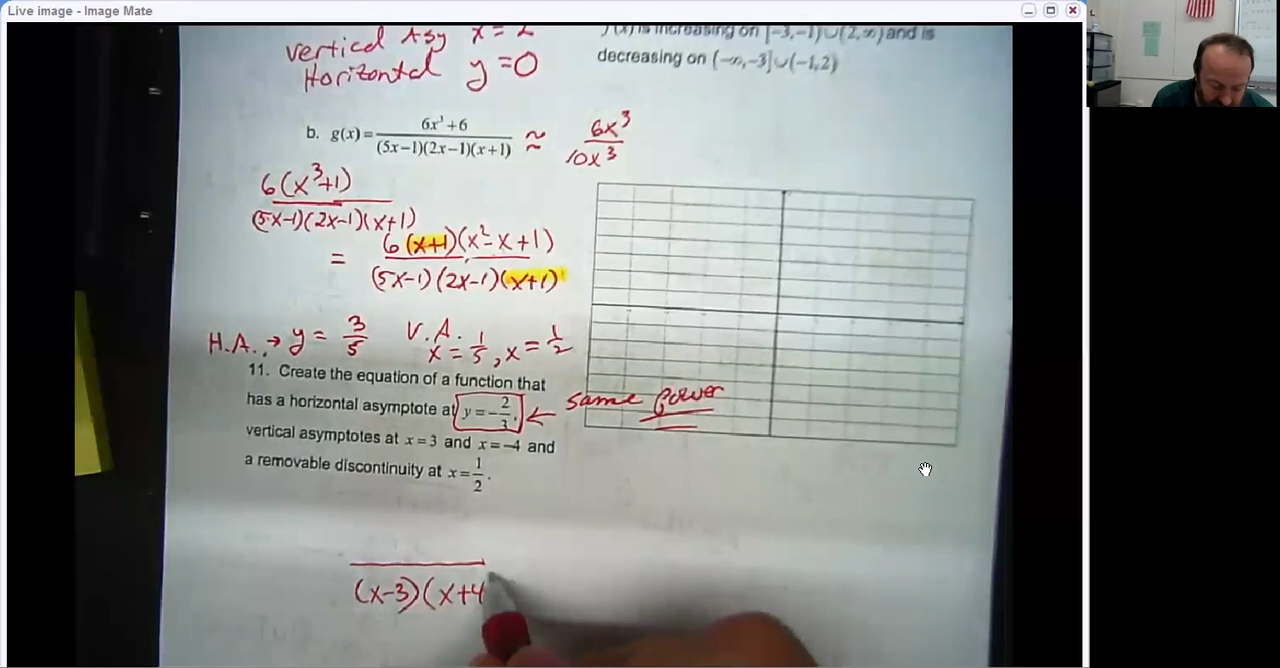 Live image - Image Mate
Vertical Asy x = 2
Horizontal y = 0
f(x) is increasing on [-3,-1)∪(2,∞) and is
decreasing on (-∞,-3]∪(-1,2)
b. g(x) = 6x³+6 / (5x-1)(2x-1)(x+1) ≈ 6x³ / 10x³
6(x³+1) / (5x-1)(2x-1)(x+1)
= 6(x+1)(x²-x+1) / (5x-1)(2x-1)(x+1)
H.A. → y = 3/5 V.A. x = 1/5, x = 1/2
11. Create the equation of a function that
has a horizontal asymptote at y = -2/3, ← same power
vertical asymptotes at x = 3 and x = -4 and
a removable discontinuity at x = 1/2.
(x-3)(x+4